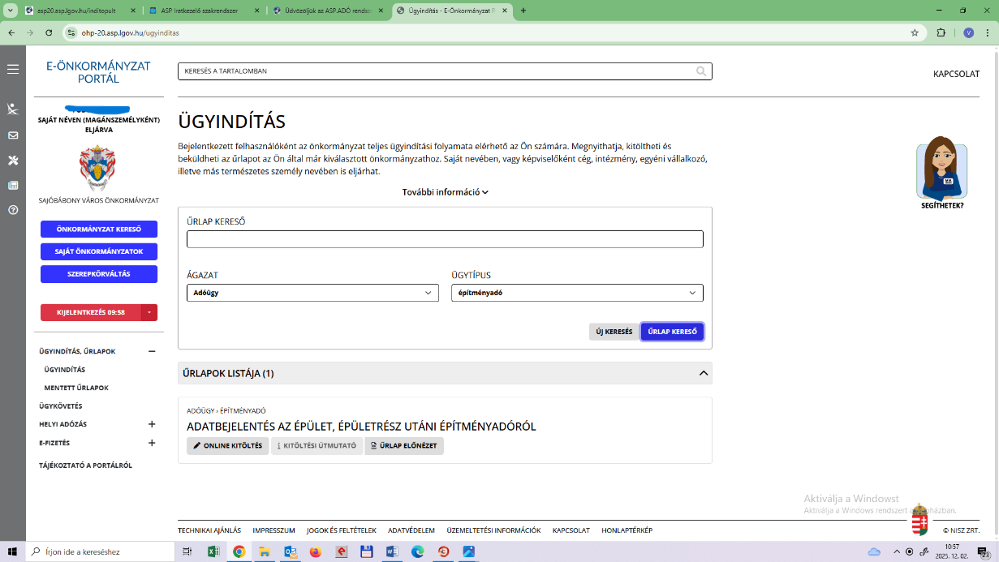 asp20.asp.lgov.hu/inditopult
ASP Iratkezelő szakrendszer
Üdvözöljük az ASP.ADÓ rendsz
Ügyindítás - E-Önkormányzat P
ohp-20.asp.lgov.hu/ugyinditas
V
E-ÖNKORMÁNYZAT
PORTÁL
KERESÉS A TARTALOMBAN
KAPCSOLAT
SAJÁT NÉVEN (MAGÁNSZEMÉLYKÉNT)
ELJÁRVA
SAJÓBÁBONY VÁROS ÖNKORMÁNYZAT
ÖNKORMÁNYZAT KERESŐ
SAJÁT ÖNKORMÁNYZATOK
SZEREPKÖRVÁLTÁS
KIJELENTKEZÉS 09:58
ÜGYINDÍTÁS, ŰRLAPOK
ÜGYINDÍTÁS
MENTETT ŰRLAPOK
ÜGYKÖVETÉS
HELYI ADÓZÁS
E-FIZETÉS
TÁJÉKOZTATÓ A PORTÁLRÓL
ÜGYINDÍTÁS
Bejelentkezett felhasználóként az önkormányzat teljes ügyindítási folyamata elérhető az Ön számára. Megnyithatja, kitöltheti és
beküldheti az űrlapot az Ön által már kiválasztott önkormányzathoz. Saját nevében, vagy képviselőként cég, intézmény, egyéni vállalkozó,
illetve más természetes személy nevében is eljárhat.
További információ
SEGÍTHETEK?
ŰRLAP KERESŐ
ÁGAZAT
ÜGYTÍPUS
Adóügy
építményadó
ÚJ KERESÉS
ŰRLAP KERESŐ
ŰRLAPOK LISTÁJA (1)
ADÓÜGY › ÉPÍTMÉNYADÓ
ADATBEJELENTÉS AZ ÉPÜLET, ÉPÜLETRÉSZ UTÁNI ÉPÍTMÉNYADÓRÓL
ONLINE KITÖLTÉS
KITÖLTÉSI ÚTMUTATÓ
ŰRLAP ELŐNÉZET
Aktiválja a Windowst
Aktiválja a Windows rendszert
TECHNIKAI AJÁNLÁS
IMPRESSZUM
JOGOK ÉS FELTÉTELEK
ADATVÉDELEM
ÜZEMELTETÉSI INFORMÁCIÓK
KAPCSOLAT
HONLAPTÉRKÉP
© NISZ ZRT.
Írjon ide a kereséshez
10:57
2025. 12. 02.
23